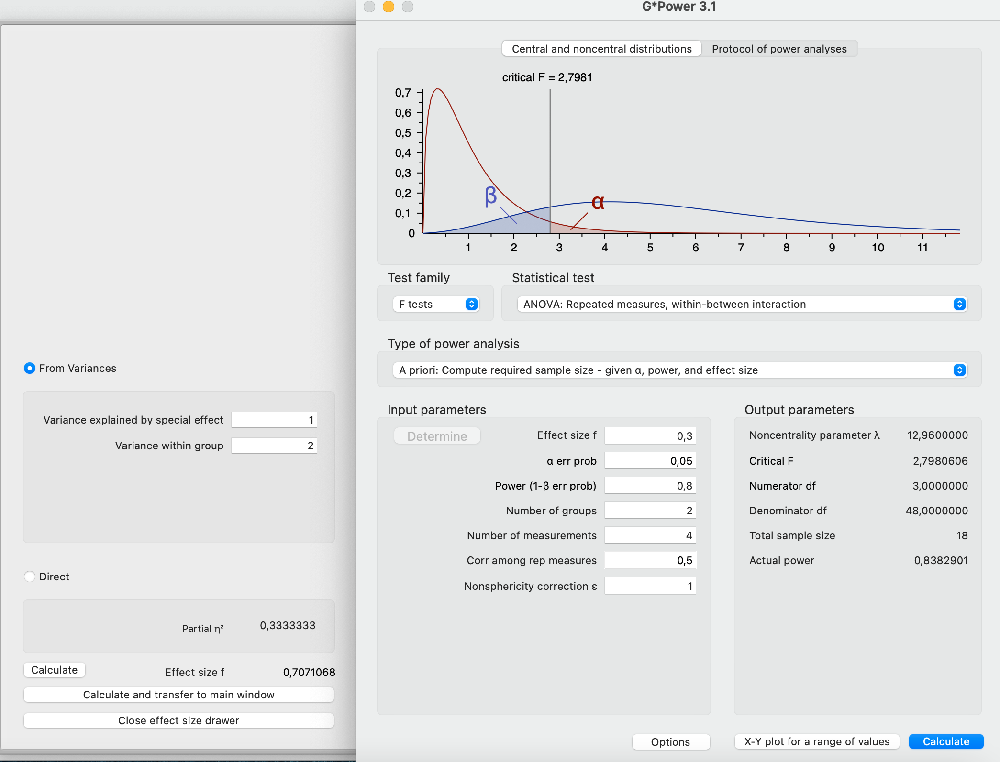 G*Power 3.1
Central and noncentral distributions
Protocol of power analyses
critical F = 2,7981
0,7
0,6
0,5
0,4
0,3
0,2
0,1
0
β
α
1 2 3 4 5 6 7 8 9 10 11
Test family
Statistical test
F tests
ANOVA: Repeated measures, within-between interaction
Type of power analysis
A priori: Compute required sample size - given α, power, and effect size
Input parameters
Determine
Effect size f 0,3
α err prob 0,05
Power (1-β err prob) 0,8
Number of groups 2
Number of measurements 4
Corr among rep measures 0,5
Nonsphericity correction ε 1
Output parameters
Noncentrality parameter λ 12,9600000
Critical F 2,7980606
Numerator df 3,0000000
Denominator df 48,0000000
Total sample size 18
Actual power 0,8382901
Options
X-Y plot for a range of values
Calculate
From Variances
Variance explained by special effect 1
Variance within group 2
Direct
Partial η² 0,3333333
Calculate
Effect size f 0,7071068
Calculate and transfer to main window
Close effect size drawer